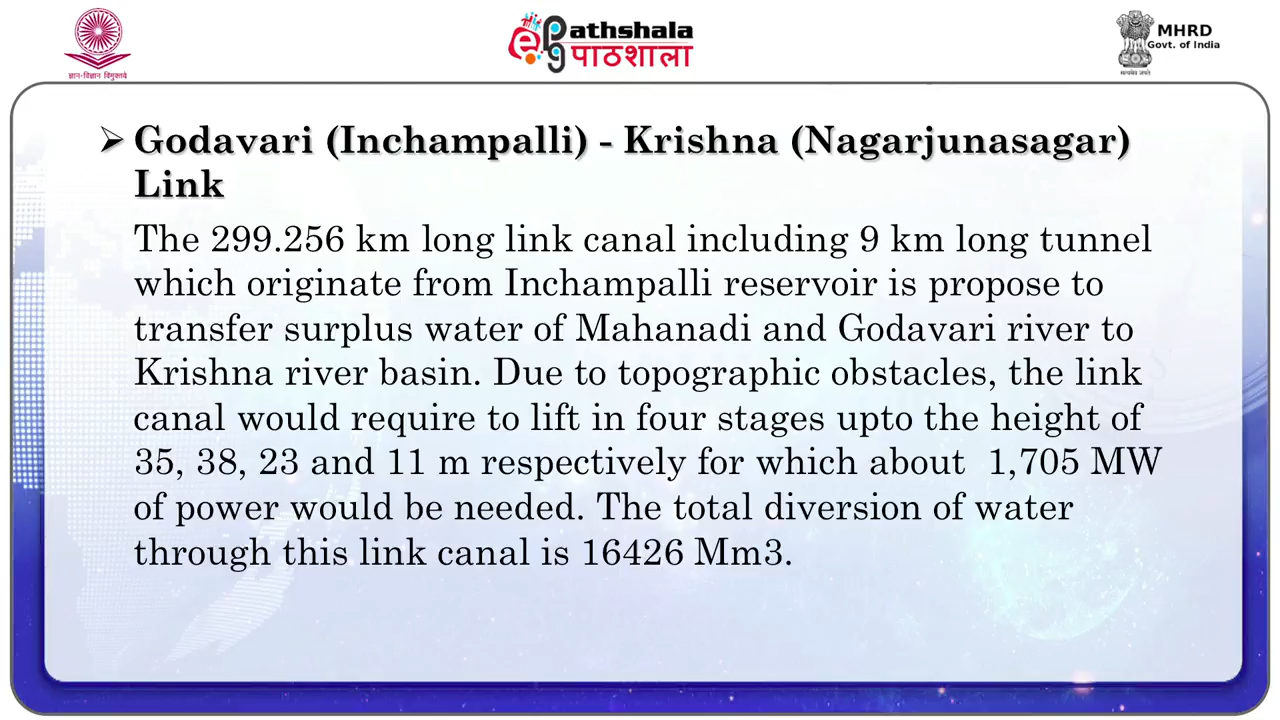 ज्ञान-विज्ञान विमुक्तये
Pathshala
पाठशाला
MHRD
Govt. of India
सत्यमेव जयते
Godavari (Inchampalli) - Krishna (Nagarjunasagar)
Link
The 299.256 km long link canal including 9 km long tunnel
which originate from Inchampalli reservoir is propose to
transfer surplus water of Mahanadi and Godavari river to
Krishna river basin. Due to topographic obstacles, the link
canal would require to lift in four stages upto the height of
35, 38, 23 and 11 m respectively for which about 1,705 MW
of power would be needed. The total diversion of water
through this link canal is 16426 Mm3.